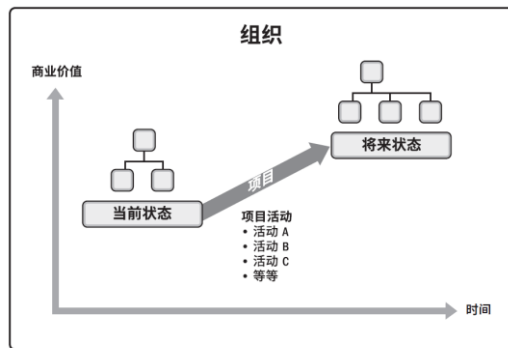 组织
商业价值
将来状态
项目
当前状态
项目活动
• 活动 A
• 活动 B
• 活动 C
• 等等
时间